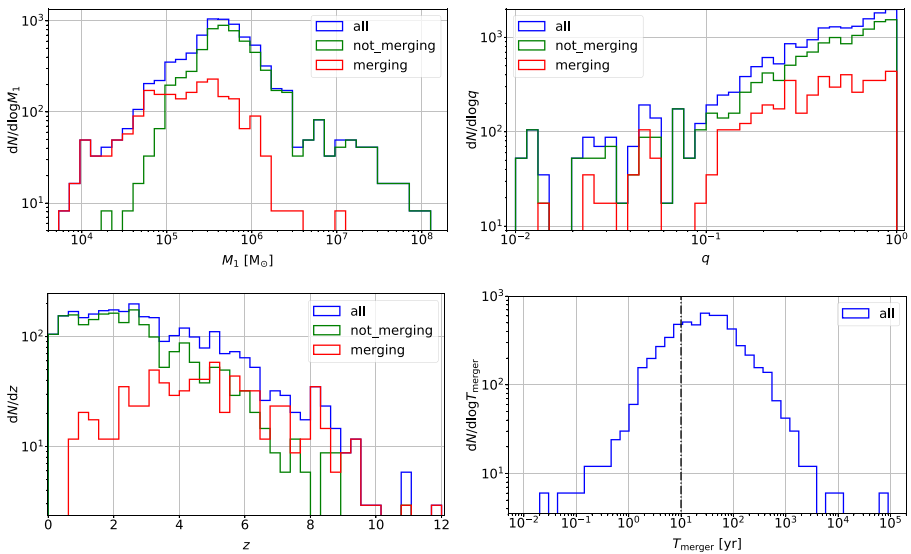 10³
10²
10¹
dN/dlogM₁
all
not_merging
merging
10⁴ 10⁵ 10⁶ 10⁷ 10⁸
M₁ [M☉]
10³
10²
10¹
dN/dlogq
all
not_merging
merging
10⁻² 10⁻¹ 10⁰
q
10²
10¹
dN/dz
all
not_merging
merging
0 2 4 6 8 10 12
z
10³
10²
10¹
dN/dlogT_merger
all
10⁻² 10⁻¹ 10⁰ 10¹ 10² 10³ 10⁴ 10⁵
T_merger [yr]